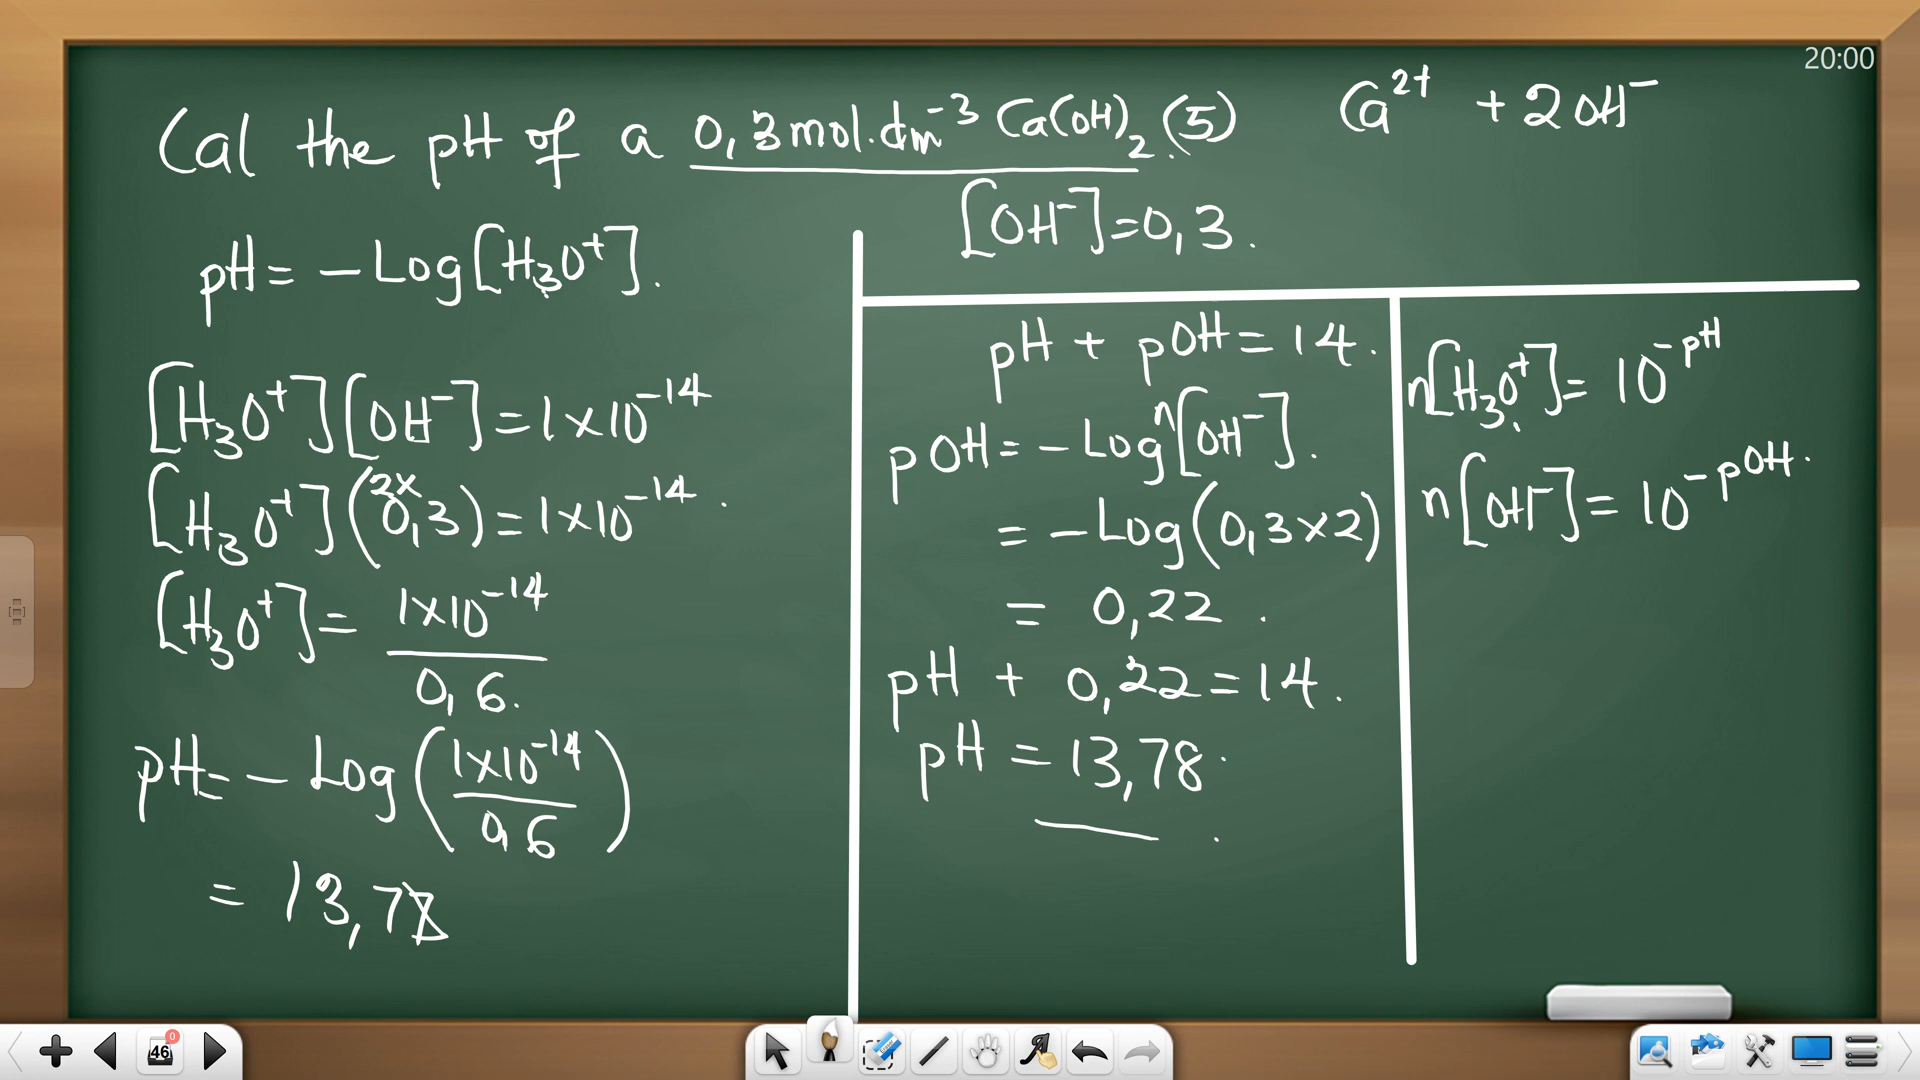 20:00
Cal the pH of a 0,3mol.dm⁻³ Ca(OH)₂.(5)
Ca²⁺ + 2OH⁻
[OH⁻]=0,3.
pH= -Log[H₃O⁺].
[H₃O⁺][OH⁻]=1×10⁻¹⁴
[H₃O⁺](2×0,3)=1×10⁻¹⁴.
[H₃O⁺]= 1×10⁻¹⁴/0,6.
pH= - Log(1×10⁻¹⁴/0,6)
= 13,78
pH + pOH=14.
pOH= -Log n[OH⁻].
= -Log(0,3×2)
= 0,22.
pH + 0,22=14.
pH = 13,78.
n[H₃O⁺]= 10^-pH
n[OH⁻]= 10^-pOH.
46
0